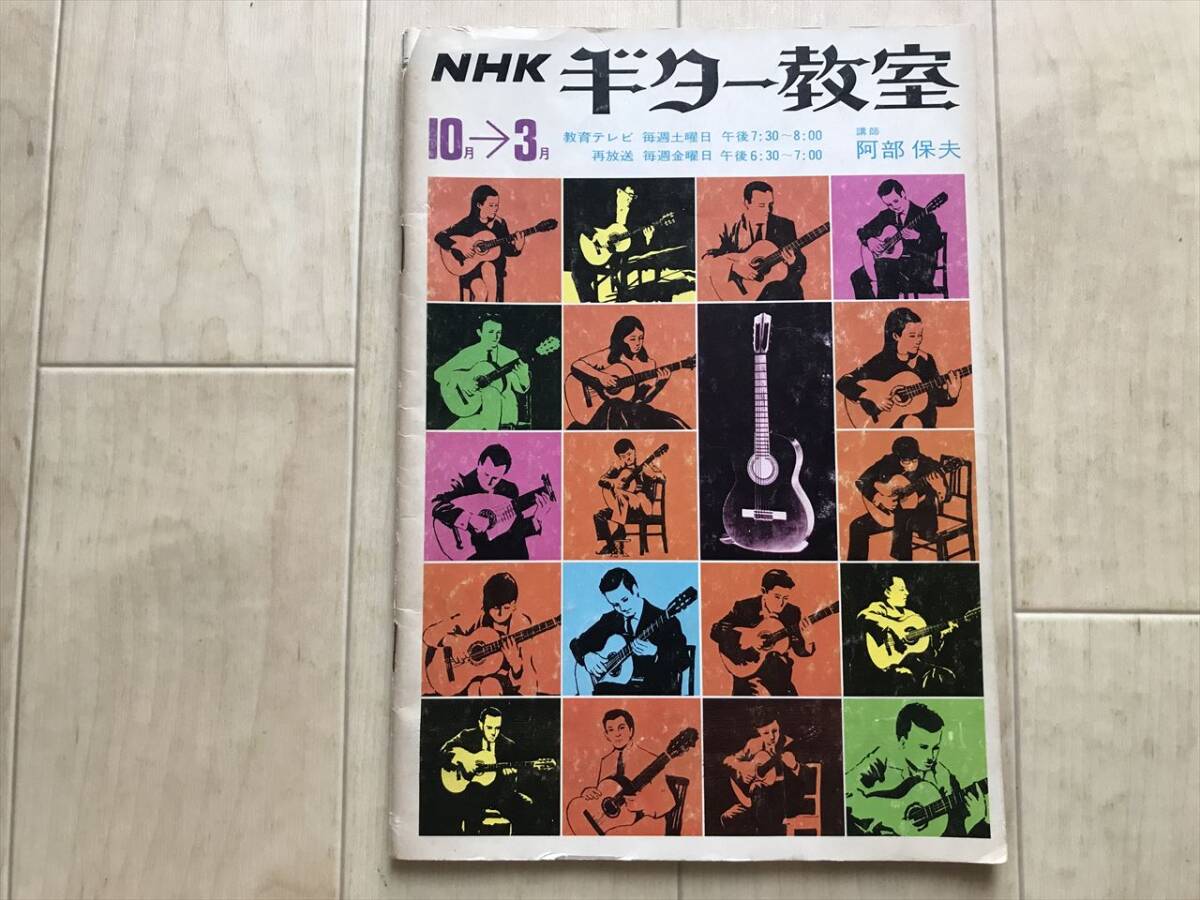 NHK ギター教室
10月→3月
教育テレビ 毎週土曜日 午後7:30～8:00
再放送 毎週金曜日 午後6:30～7:00
講師
阿部 保夫